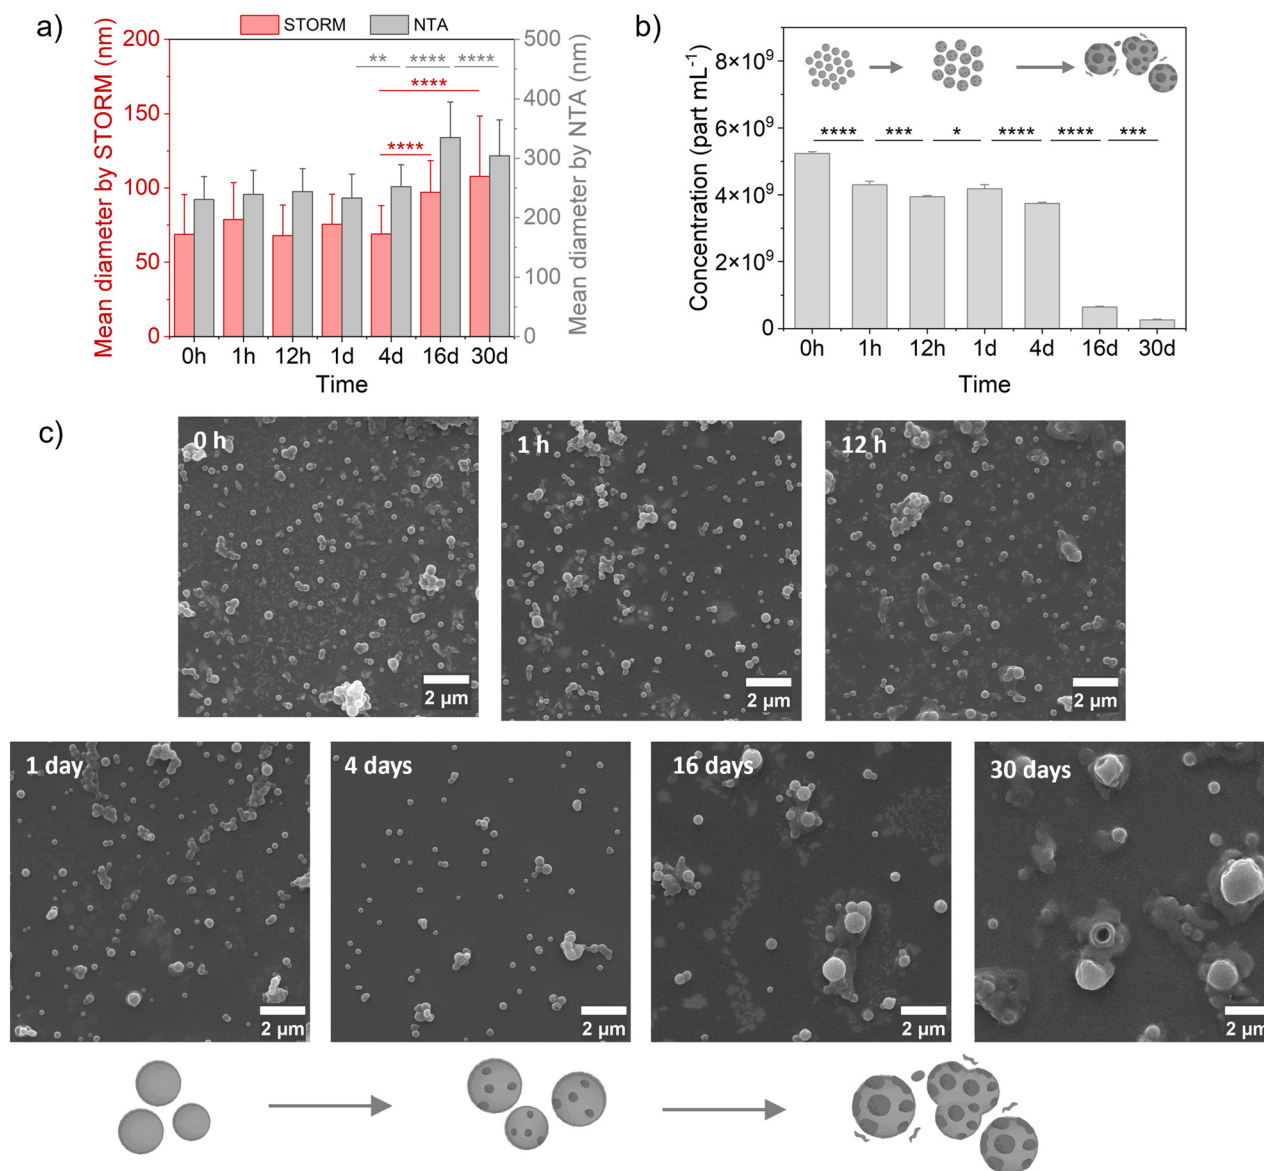 a)
STORM
NTA
200
150
100
50
0
Mean diameter by STORM (nm)
500
400
300
200
100
0
Mean diameter by NTA (nm)
** **** ****
****
****
0h 1h 12h 1d 4d 16d 30d
Time
b)
8×10⁹
6×10⁹
4×10⁹
2×10⁹
0
Concentration (part mL⁻¹)
**** *** * **** **** ***
0h 1h 12h 1d 4d 16d 30d
Time
c)
0 h
2 µm
1 h
2 µm
12 h
2 µm
1 day
2 µm
4 days
2 µm
16 days
2 µm
30 days
2 µm